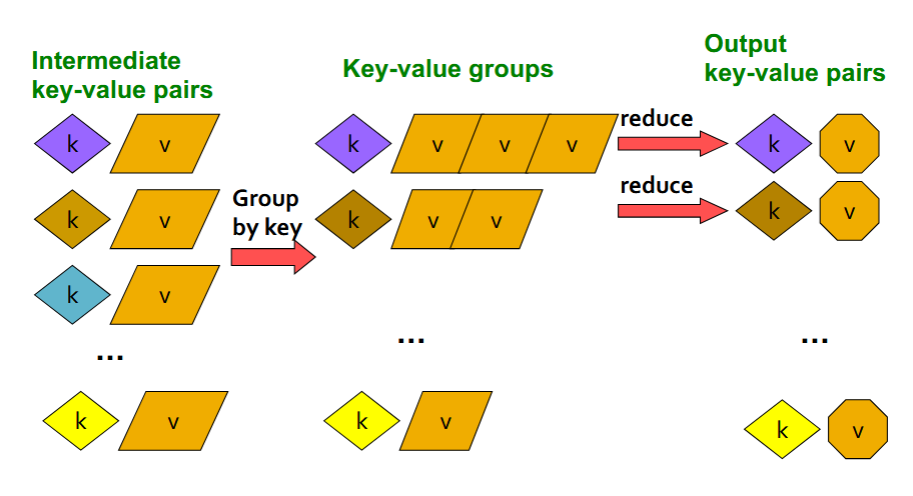 Intermediate
key-value pairs
k v
k v
k v
...
k v
Group
by key
Key-value groups
k v v v
k v v
...
k v
reduce
reduce
Output
key-value pairs
k v
k v
...
k v